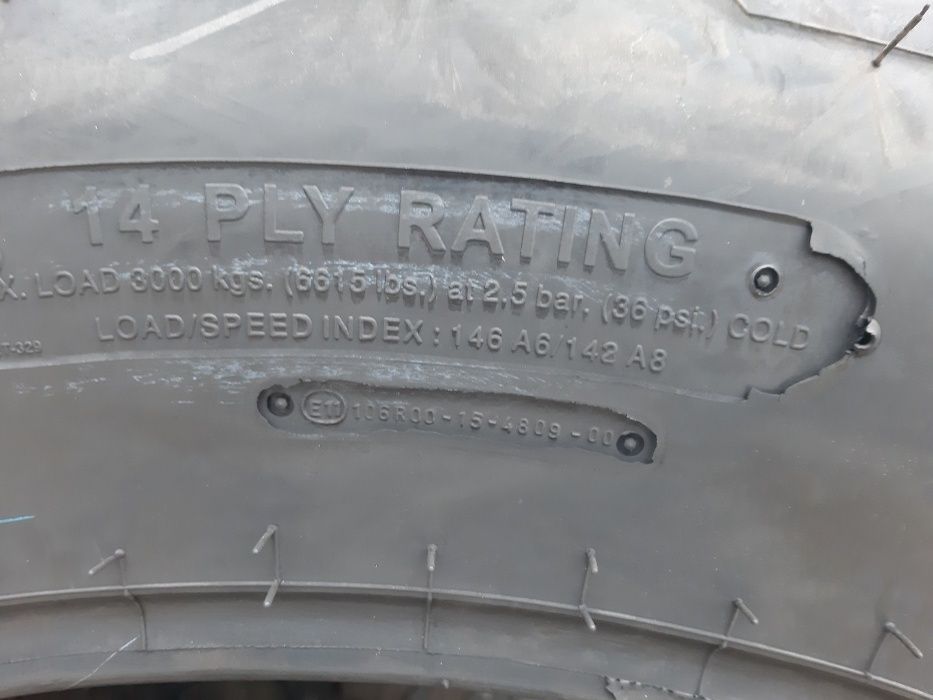 14 PLY RATING
X. LOAD 3000 kgs. (6615 lbs.) at 2,5 bar, (36 psi.) COLD
LOAD/SPEED INDEX : 146 A6/142 A8
E11 106R00-15-4809-00